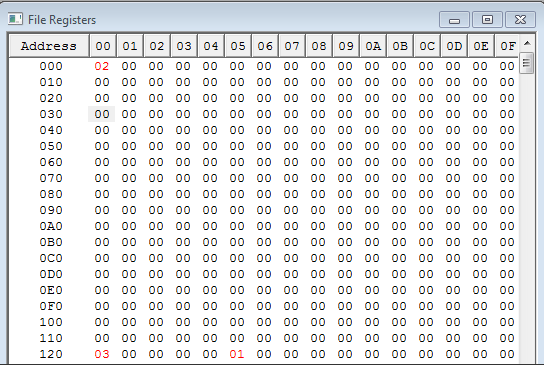 File Registers
Address 00 01 02 03 04 05 06 07 08 09 0A 0B 0C 0D 0E 0F
000 02 00 00 00 00 00 00 00 00 00 00 00 00 00 00 00
010 00 00 00 00 00 00 00 00 00 00 00 00 00 00 00 00
020 00 00 00 00 00 00 00 00 00 00 00 00 00 00 00 00
030 00 00 00 00 00 00 00 00 00 00 00 00 00 00 00 00
040 00 00 00 00 00 00 00 00 00 00 00 00 00 00 00 00
050 00 00 00 00 00 00 00 00 00 00 00 00 00 00 00 00
060 00 00 00 00 00 00 00 00 00 00 00 00 00 00 00 00
070 00 00 00 00 00 00 00 00 00 00 00 00 00 00 00 00
080 00 00 00 00 00 00 00 00 00 00 00 00 00 00 00 00
090 00 00 00 00 00 00 00 00 00 00 00 00 00 00 00 00
0A0 00 00 00 00 00 00 00 00 00 00 00 00 00 00 00 00
0B0 00 00 00 00 00 00 00 00 00 00 00 00 00 00 00 00
0C0 00 00 00 00 00 00 00 00 00 00 00 00 00 00 00 00
0D0 00 00 00 00 00 00 00 00 00 00 00 00 00 00 00 00
0E0 00 00 00 00 00 00 00 00 00 00 00 00 00 00 00 00
0F0 00 00 00 00 00 00 00 00 00 00 00 00 00 00 00 00
100 00 00 00 00 00 00 00 00 00 00 00 00 00 00 00 00
110 00 00 00 00 00 00 00 00 00 00 00 00 00 00 00 00
120 03 00 00 00 00 01 00 00 00 00 00 00 00 00 00 00